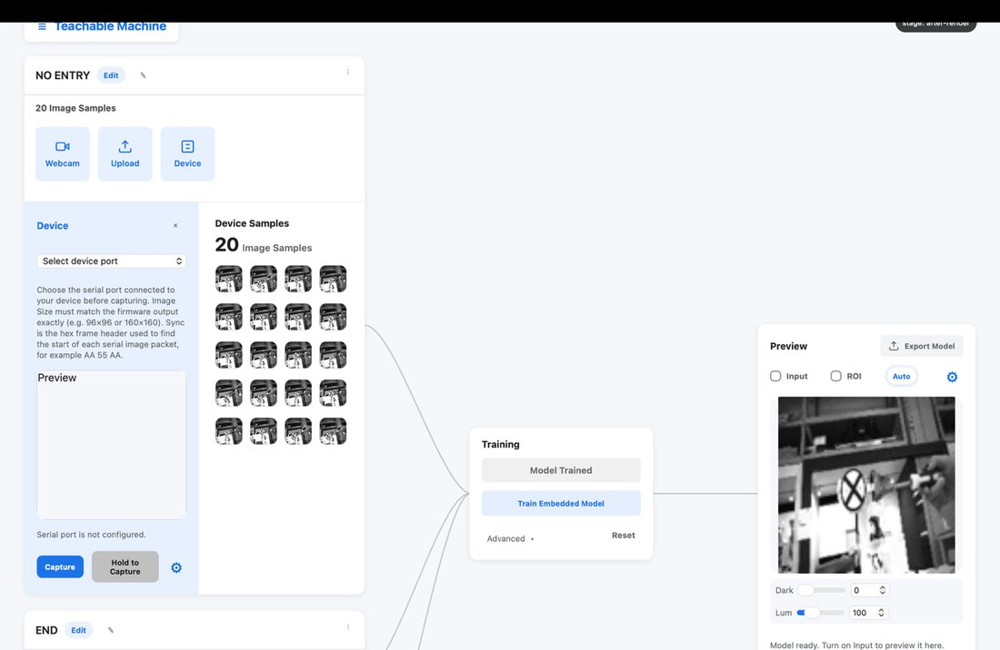 Teachable Machine
stage: after-render
NO ENTRY
Edit
20 Image Samples
Webcam
Upload
Device
Device
×
Select device port
Choose the serial port connected to
your device before capturing. Image
Size must match the firmware output
exactly (e.g. 96×96 or 160×160). Sync
is the hex frame header used to find
the start of each serial image packet,
for example AA 55 AA.
Preview
Serial port is not configured.
Capture
Hold to
Capture
Device Samples
20 Image Samples
END
Edit
Training
Model Trained
Train Embedded Model
Advanced
Reset
Preview
Export Model
Input
ROI
Auto
Dark
0
Lum
100
Model ready. Turn on Input to preview it here.